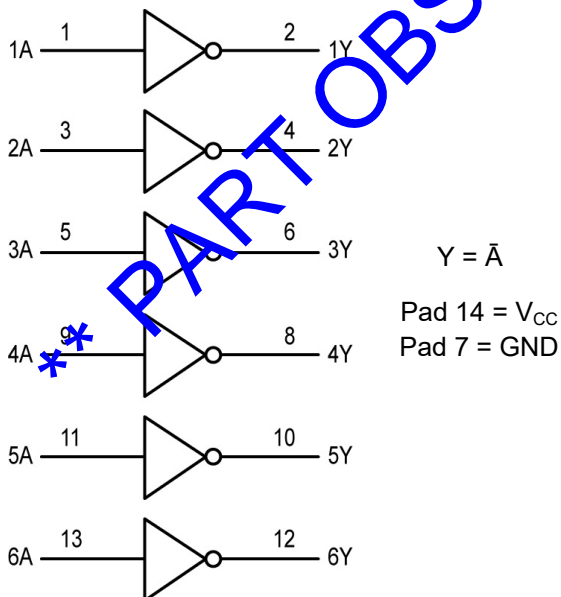 1A 1 2 1Y
2A 3 4 2Y
3A 5 6 3Y
Y = Ā
Pad 14 = VCC
4A 9 8 4Y
Pad 7 = GND
5A 11 10 5Y
6A 13 12 6Y
** PART OBS